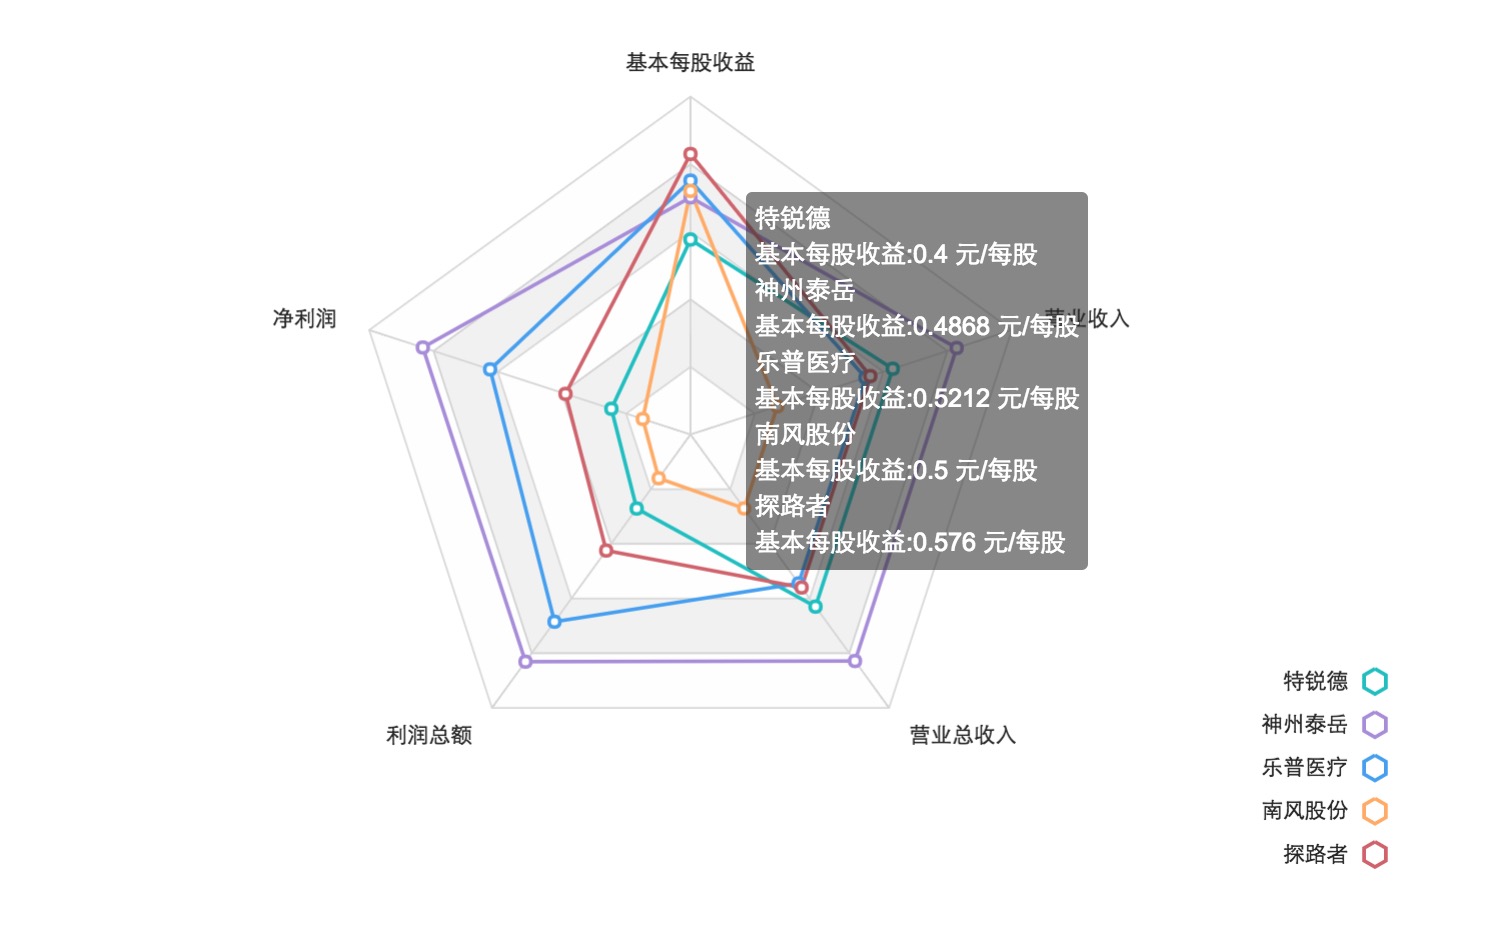 基本每股收益
特锐德
基本每股收益:0.4 元/每股
神州泰岳
净利润
营业收入
基本每股收益:0.4868 元/每股
乐普医疗
基本每股收益:0.5212 元/每股
南风股份
基本每股收益:0.5 元/每股
探路者
基本每股收益:0.576 元/每股
利润总额
营业总收入
特锐德
神州泰岳
乐普医疗
南风股份
探路者